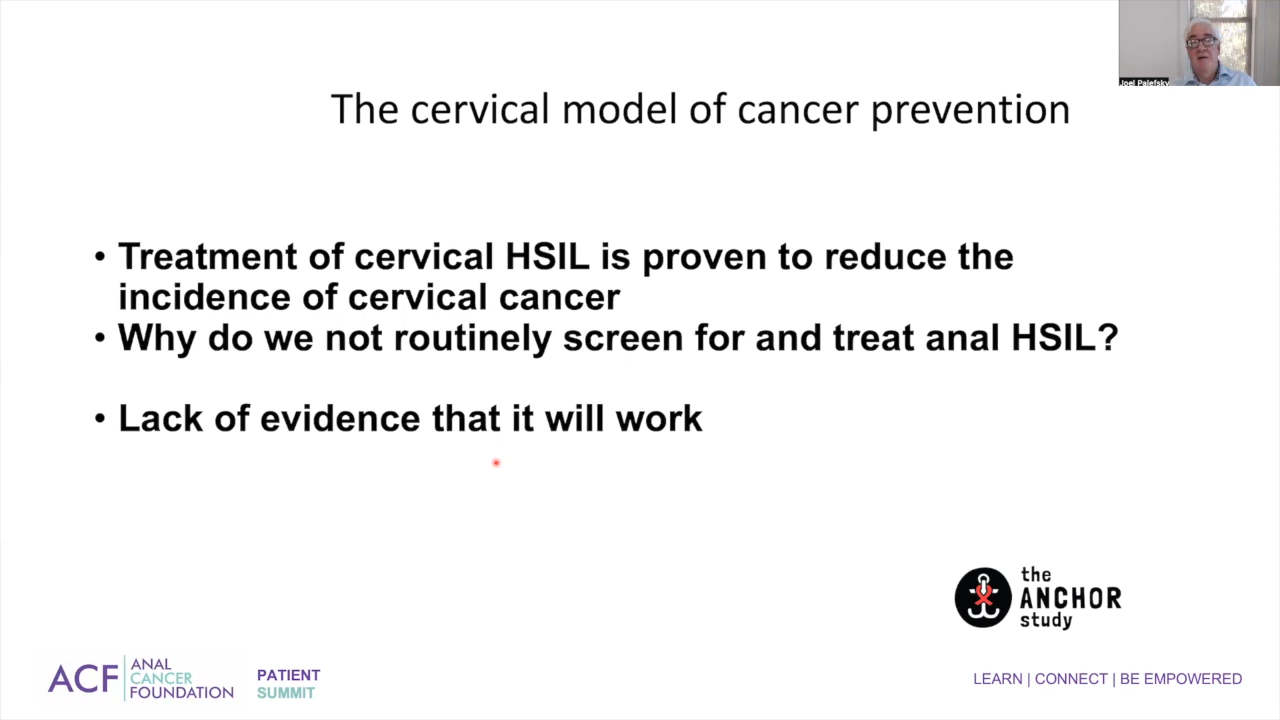 Joel Palefsky
The cervical model of cancer prevention
• Treatment of cervical HSIL is proven to reduce the
incidence of cervical cancer
• Why do we not routinely screen for and treat anal HSIL?
• Lack of evidence that it will work
the
ANCHOR
study
ACF ANAL
CANCER
FOUNDATION
PATIENT
SUMMIT
LEARN | CONNECT | BE EMPOWERED